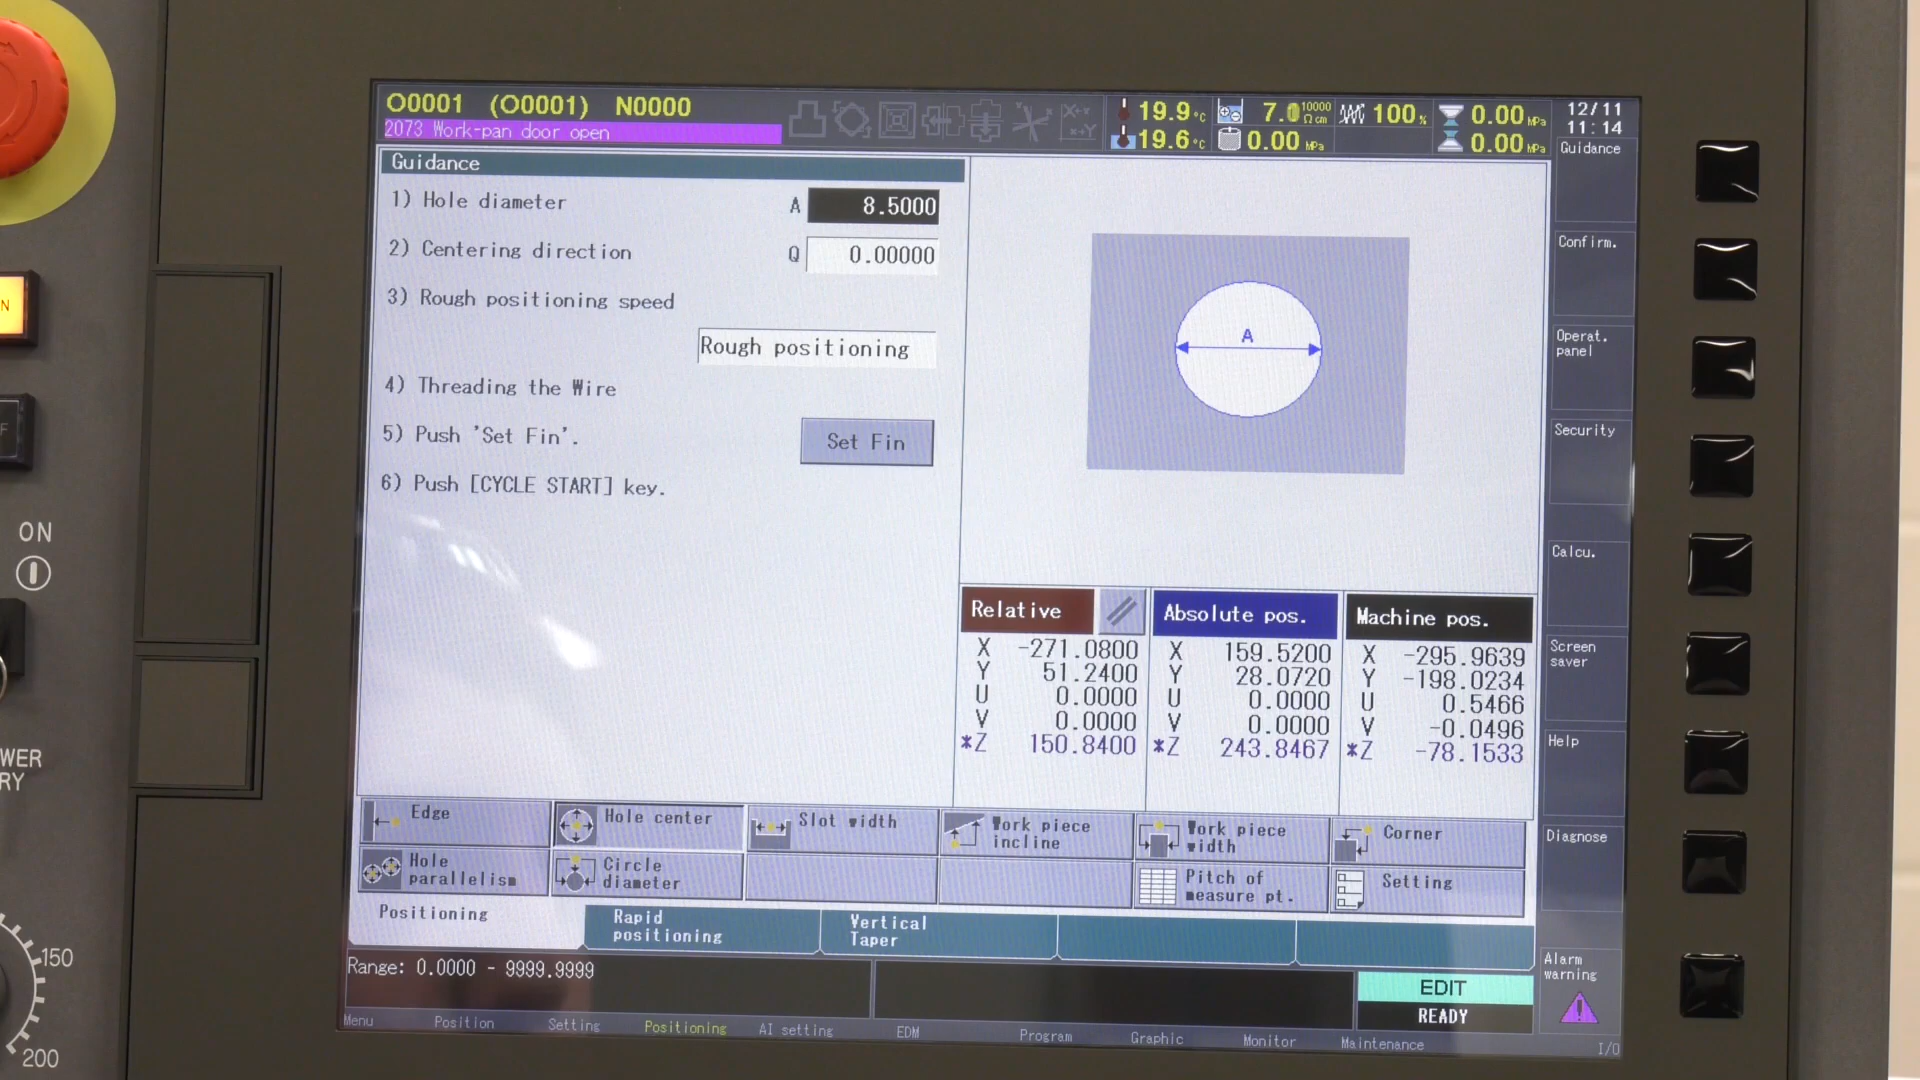 O0001 (O0001) N0000
2073 Work-pan door open
19.9 °C
19.6 °C
7.0 10000 Ωcm
0.00 MPa
100 %
0.00 MPa
0.00 MPa
12/11
11:14
Guidance
1) Hole diameter A 8.5000
2) Centering direction Q 0.00000
3) Rough positioning speed
Rough positioning
4) Threading the Wire
5) Push 'Set Fin'. Set Fin
6) Push [CYCLE START] key.
A
Relative
X -271.0800
Y 51.2400
U 0.0000
V 0.0000
*Z 150.8400
Absolute pos.
X 159.5200
Y 28.0720
U 0.0000
V 0.0000
*Z 243.8467
Machine pos.
X -295.9639
Y -198.0234
U 0.5466
V -0.0496
*Z -78.1533
Edge
Hole center
Slot width
Work piece
incline
Work piece
width
Corner
Hole
parallelism
Circle
diameter
Pitch of
measure pt.
Setting
Positioning
Rapid
positioning
Vertical
Taper
Range: 0.0000 - 9999.9999
EDIT
READY
Menu Position Setting Positioning AI setting EDM Program Graphic Monitor Maintenance I/O
Guidance
Confirm.
Operat.
panel
Security
Calcu.
Screen
saver
Help
Diagnose
Alarm
warning
N
F
ON
WER
RY
150
200